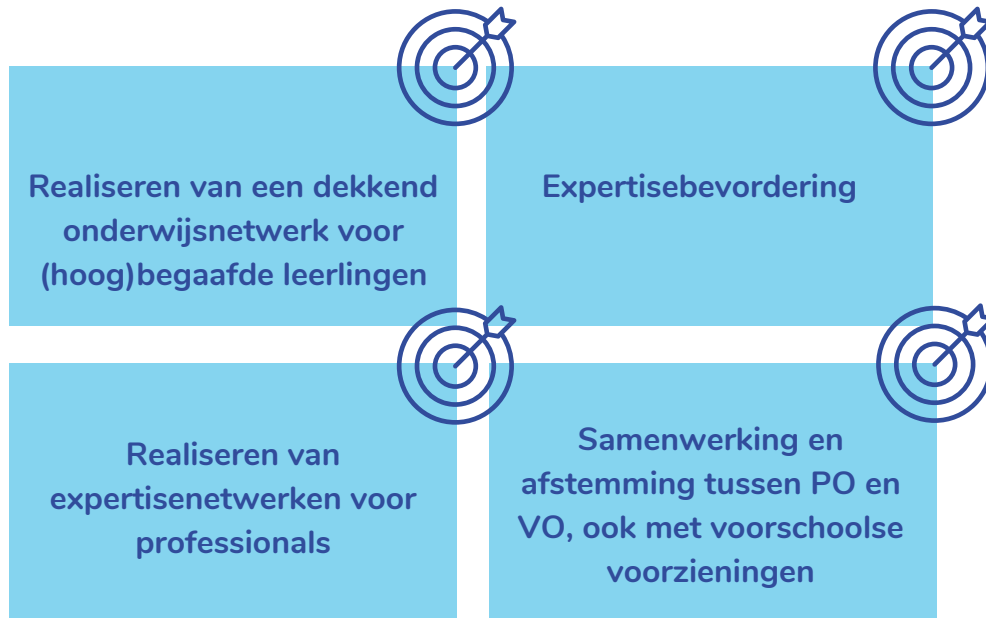 Realiseren van een dekkend
onderwijsnetwerk voor
(hoog)begaafde leerlingen
Expertisebevordering
Realiseren van
expertisenetwerken voor
professionals
Samenwerking en
afstemming tussen PO en
VO, ook met voorschoolse
voorzieningen